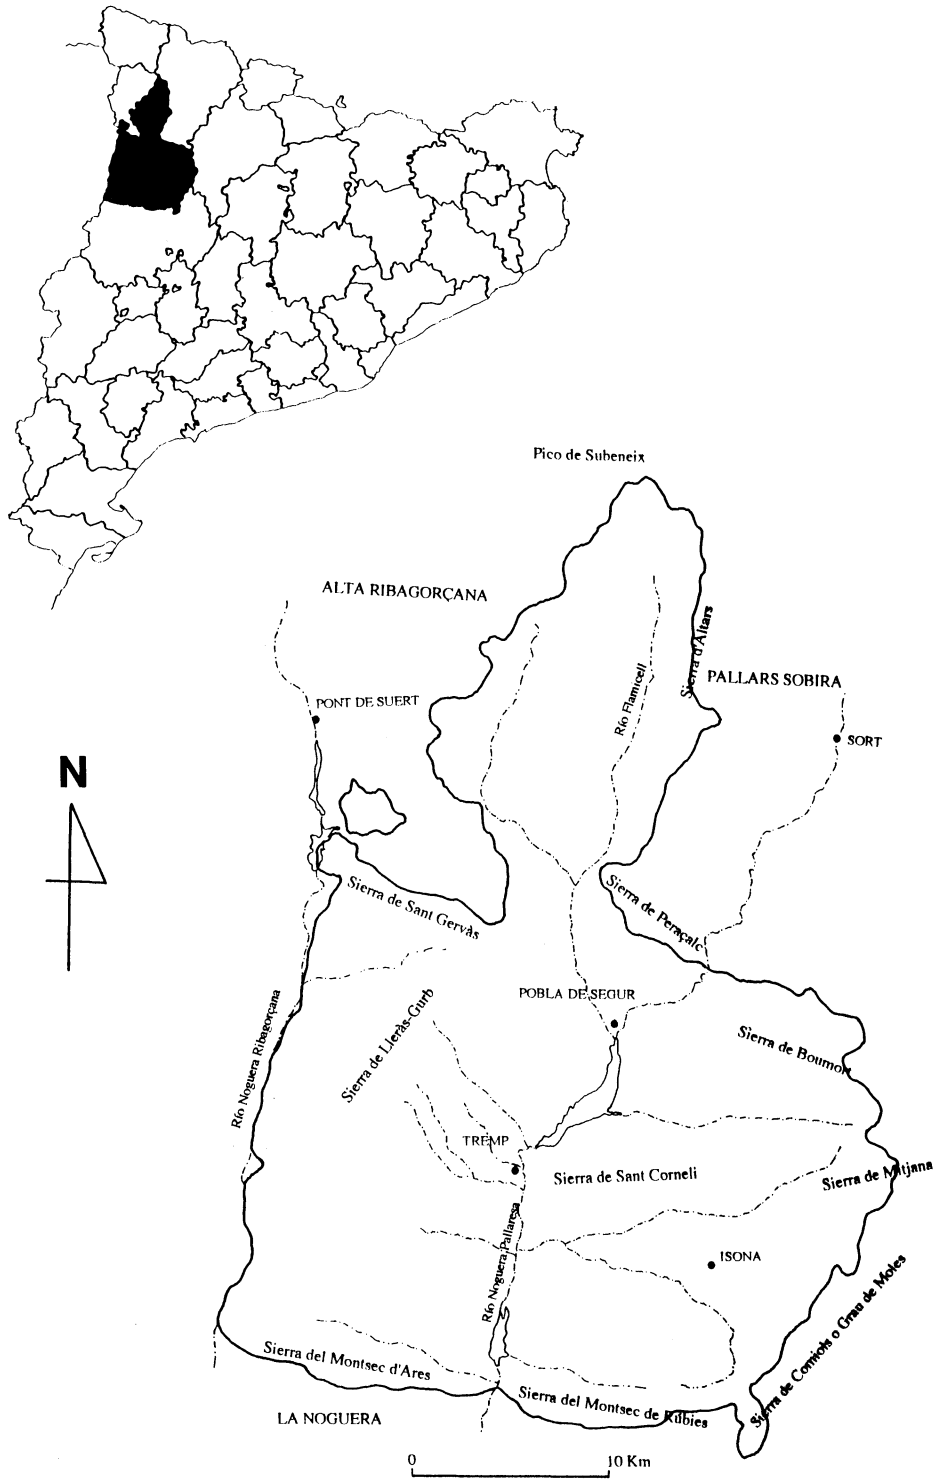 Pico de Subeneix
ALTA RIBAGORÇANA
Sierra d'Altars
Río Flamicell
PALLARS SOBIRA
PONT DE SUERT
SORT
N
Sierra de Sant Gervàs
Sierra de Peraçalc
POBLA DE SEGUR
Río Noguera Ribagorçana
Sierra de Lleràs-Gurb
Sierra de Boumort
TREMP
Sierra de Sant Corneli
Sierra de Mitjana
Río Noguera Pallaresa
ISONA
Sierra de Comiols o Grau de Moles
Sierra del Montsec d'Ares
Sierra del Montsec de Rúbies
LA NOGUERA
0 10 Km